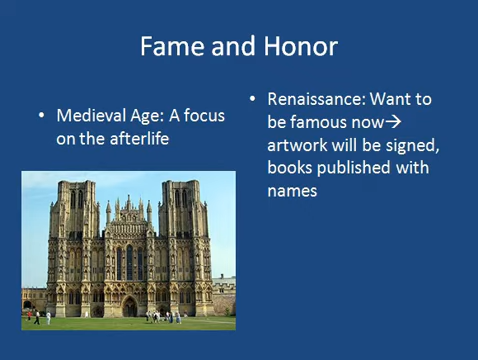 Fame and Honor
• Medieval Age: A focus
on the afterlife
• Renaissance: Want to
be famous now→
artwork will be signed,
books published with
names